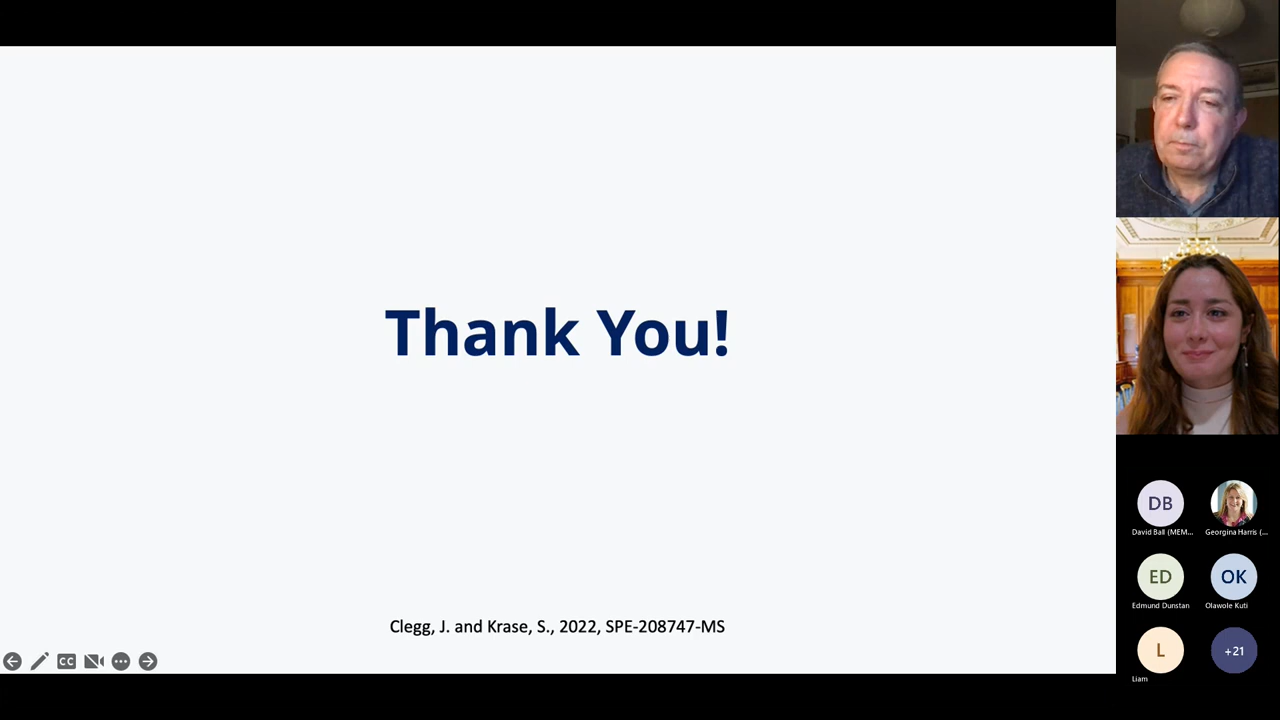 Thank You!
Clegg, J. and Krase, S., 2022, SPE-208747-MS
CC
DB
David Ball (MEM...
Georgina Harris (...
ED
Edmund Dunstan
OK
Olawole Kuti
L
Liam
+21